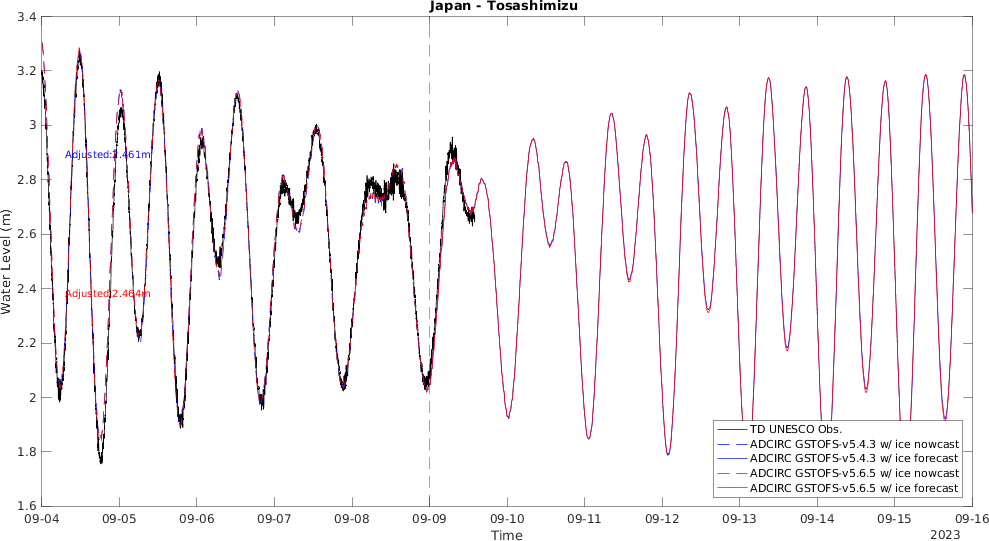 Japan - Tosashimizu
3.4
3.2
3
2.8
2.6
2.4
2.2
2
1.8
1.6
Water Level (m)
Adjusted:2.461m
Adjusted:2.464m
TD UNESCO Obs.
ADCIRC GSTOFS-v5.4.3 w/ ice nowcast
ADCIRC GSTOFS-v5.4.3 w/ ice forecast
ADCIRC GSTOFS-v5.6.5 w/ ice nowcast
ADCIRC GSTOFS-v5.6.5 w/ ice forecast
09-04 09-05 09-06 09-07 09-08 09-09 09-10 09-11 09-12 09-13 09-14 09-15 09-16
Time
2023